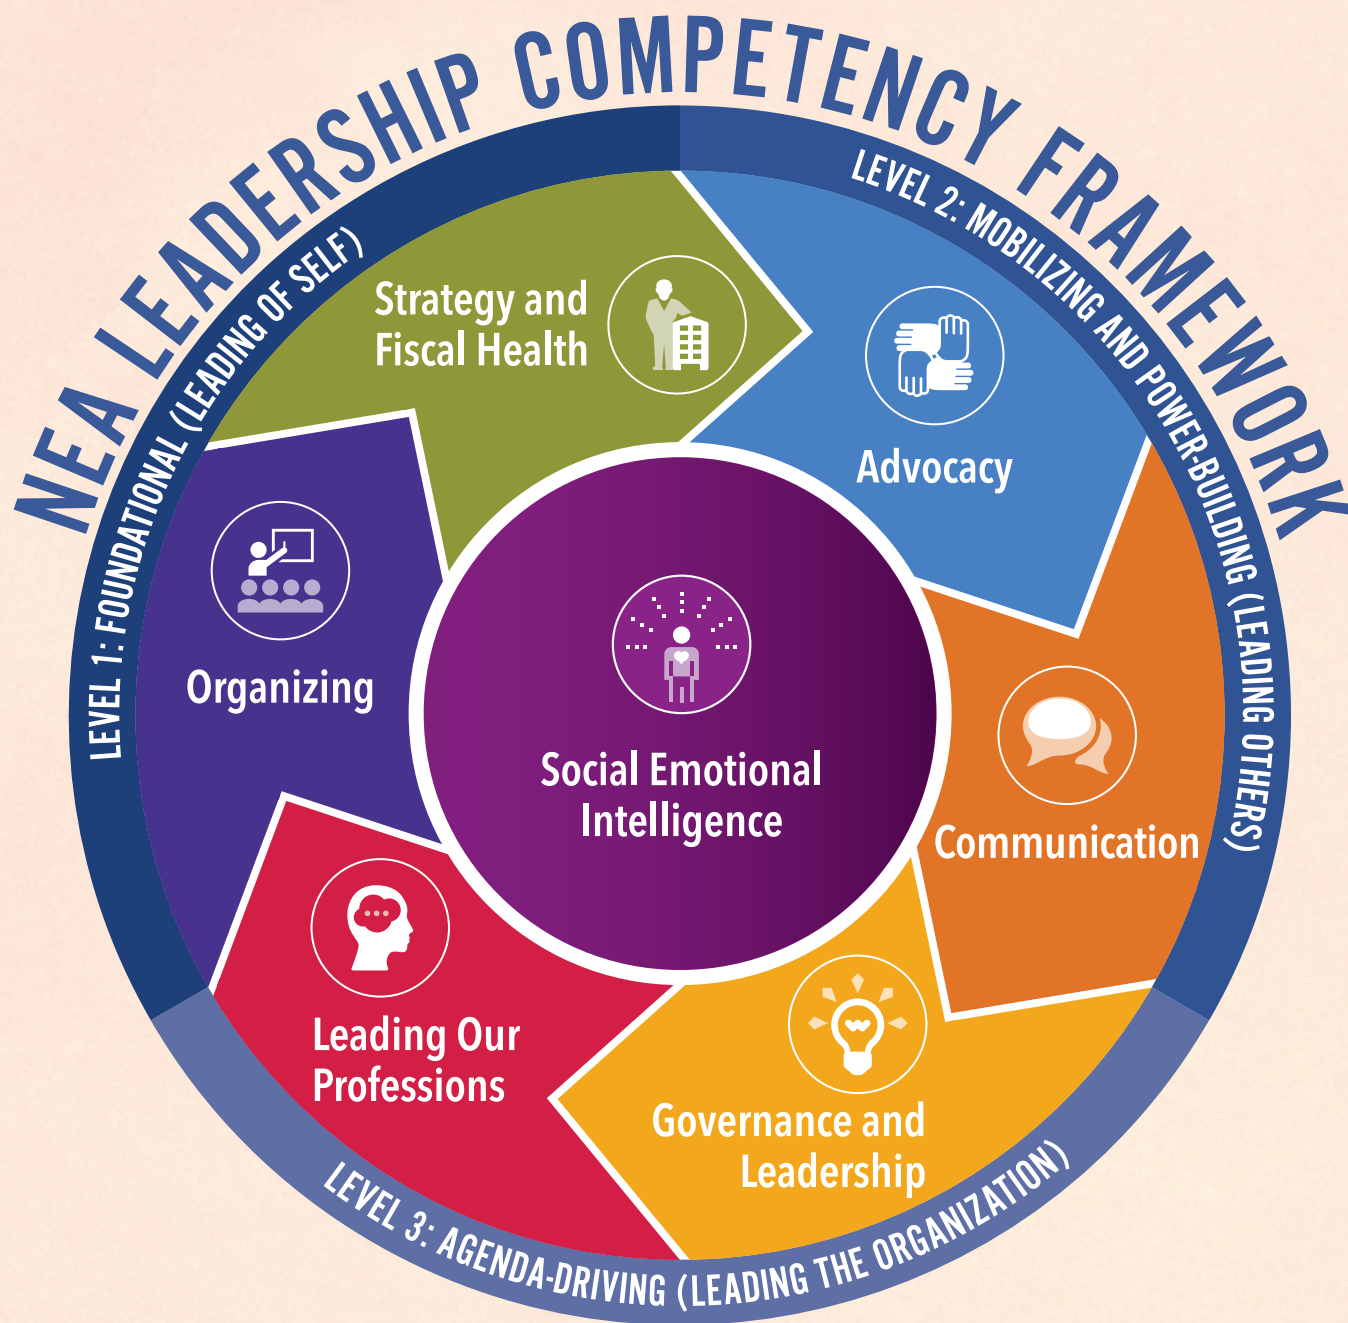 NEA LEADERSHIP COMPETENCY FRAMEWORK
LEVEL 1: FOUNDATIONAL (LEADING OF SELF)
LEVEL 2: MOBILIZING AND POWER-BUILDING (LEADING OTHERS)
LEVEL 3: AGENDA-DRIVING (LEADING THE ORGANIZATION)
Strategy and
Fiscal Health
Advocacy
Communication
Governance and
Leadership
Leading Our
Professions
Organizing
Social Emotional
Intelligence